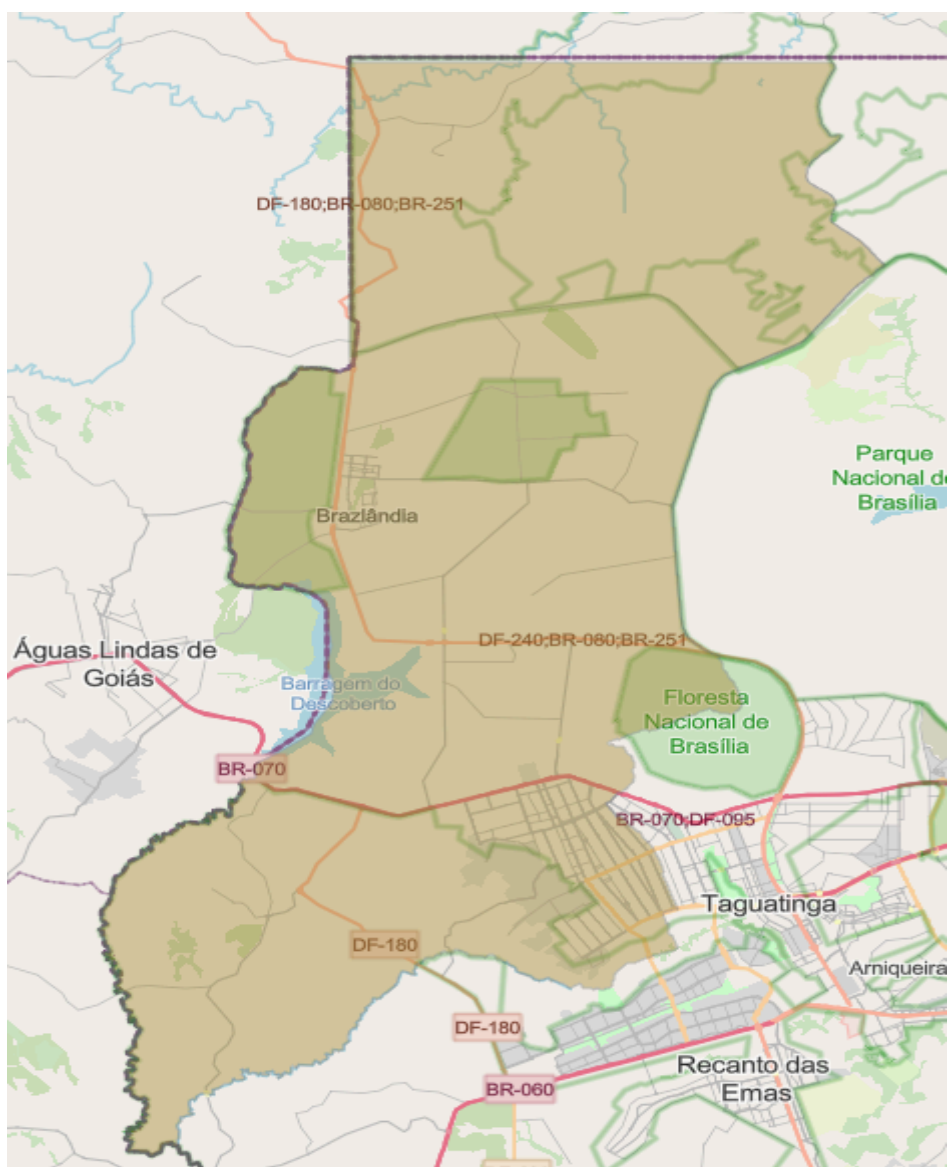 DF-180;BR-080;BR-251
Parque
Nacional de
Brasília
Brazlândia
DF-240;BR-080;BR-251
Águas Lindas de
Goiás
Barragem do
Descoberto
Floresta
Nacional de
Brasília
BR-070
BR-070;DF-095
Taguatinga
DF-180
Arniqueira
DF-180
Recanto das
Emas
BR-060